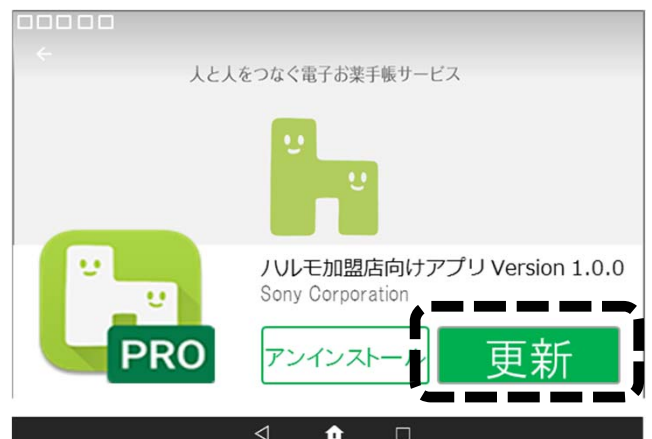 人と人をつなぐ電子お薬手帳サービス
ハルモ加盟店向けアプリ Version 1.0.0
Sony Corporation
PRO
アンインストール
更新